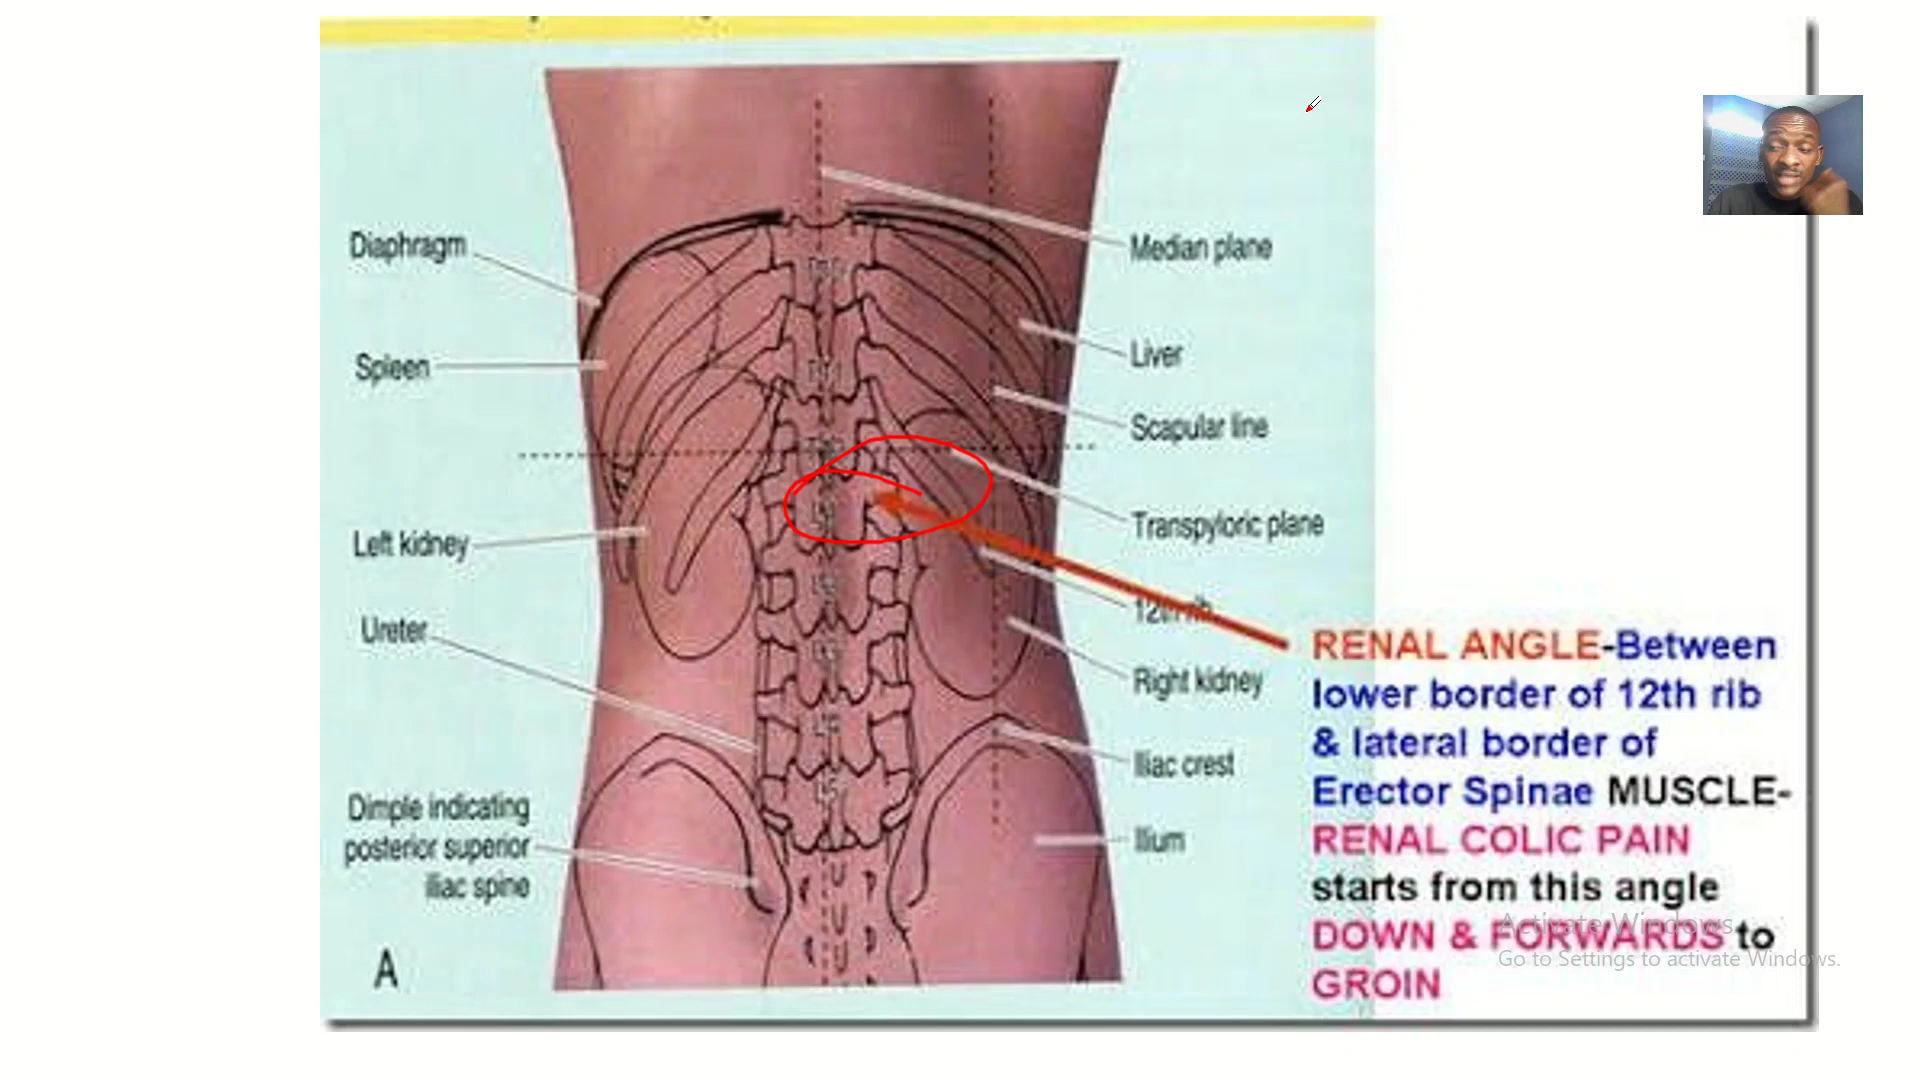 Diaphragm
Spleen
Left kidney
Ureter
Dimple indicating
posterior superior
iliac spine
A
Median plane
Liver
Scapular line
Transpyloric plane
12th rib
Right kidney
Iliac crest
Ilium
RENAL ANGLE-Between
lower border of 12th rib
& lateral border of
Erector Spinae MUSCLE-
RENAL COLIC PAIN
starts from this angle
DOWN & FORWARDS to
GROIN
Activate Windows
Go to Settings to activate Windows.